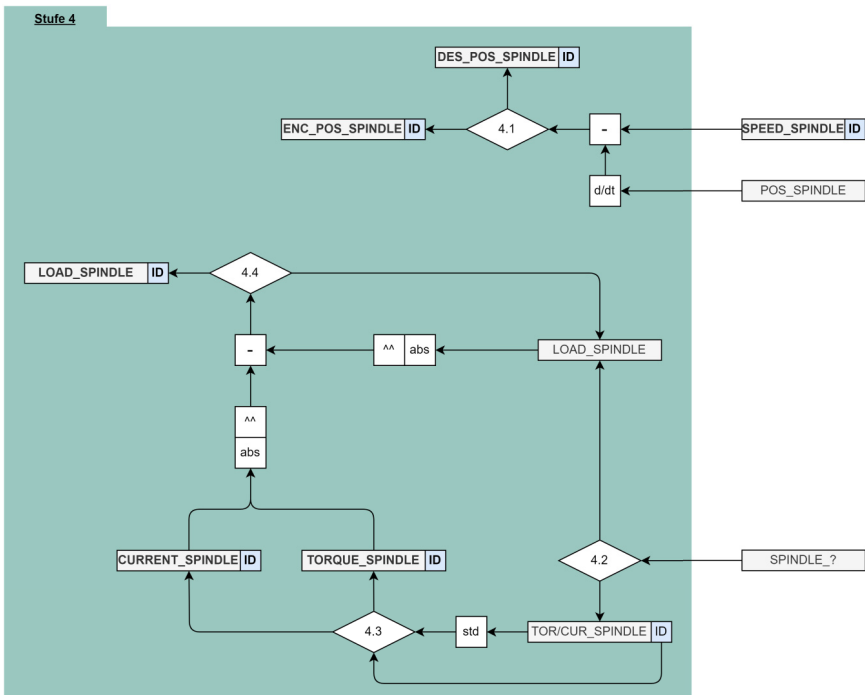 Stufe 4
DES_POS_SPINDLE ID
ENC_POS_SPINDLE ID
4.1
-
SPEED_SPINDLE ID
d/dt
POS_SPINDLE
LOAD_SPINDLE ID
4.4
-
^^ abs
LOAD_SPINDLE
^^
abs
CURRENT_SPINDLE ID
TORQUE_SPINDLE ID
4.2
SPINDLE_?
4.3
std
TOR/CUR_SPINDLE ID